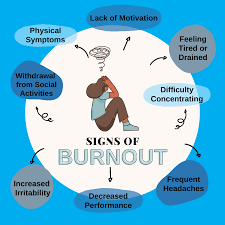 Lack of Motivation
Physical
Symptoms
Feeling
Tired or
Drained
Withdrawal
from Social
Activities
Difficulty
Concentrating
SIGNS OF
BURNOUT
Increased
Irritability
Decreased
Performance
Frequent
Headaches